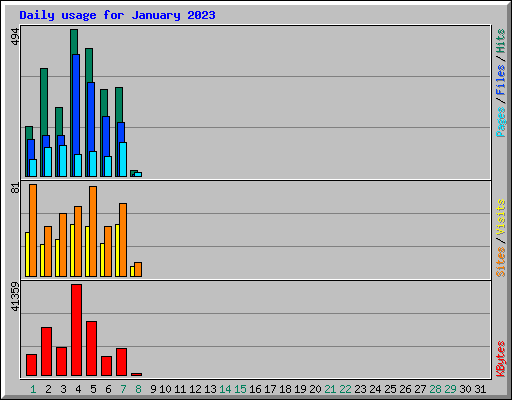 Daily usage for January 2023
494
Pages / Files / Hits
81
Sites / Visits
41359
KBytes
1 2 3 4 5 6 7 8 9 10 11 12 13 14 15 16 17 18 19 20 21 22 23 24 25 26 27 28 29 30 31